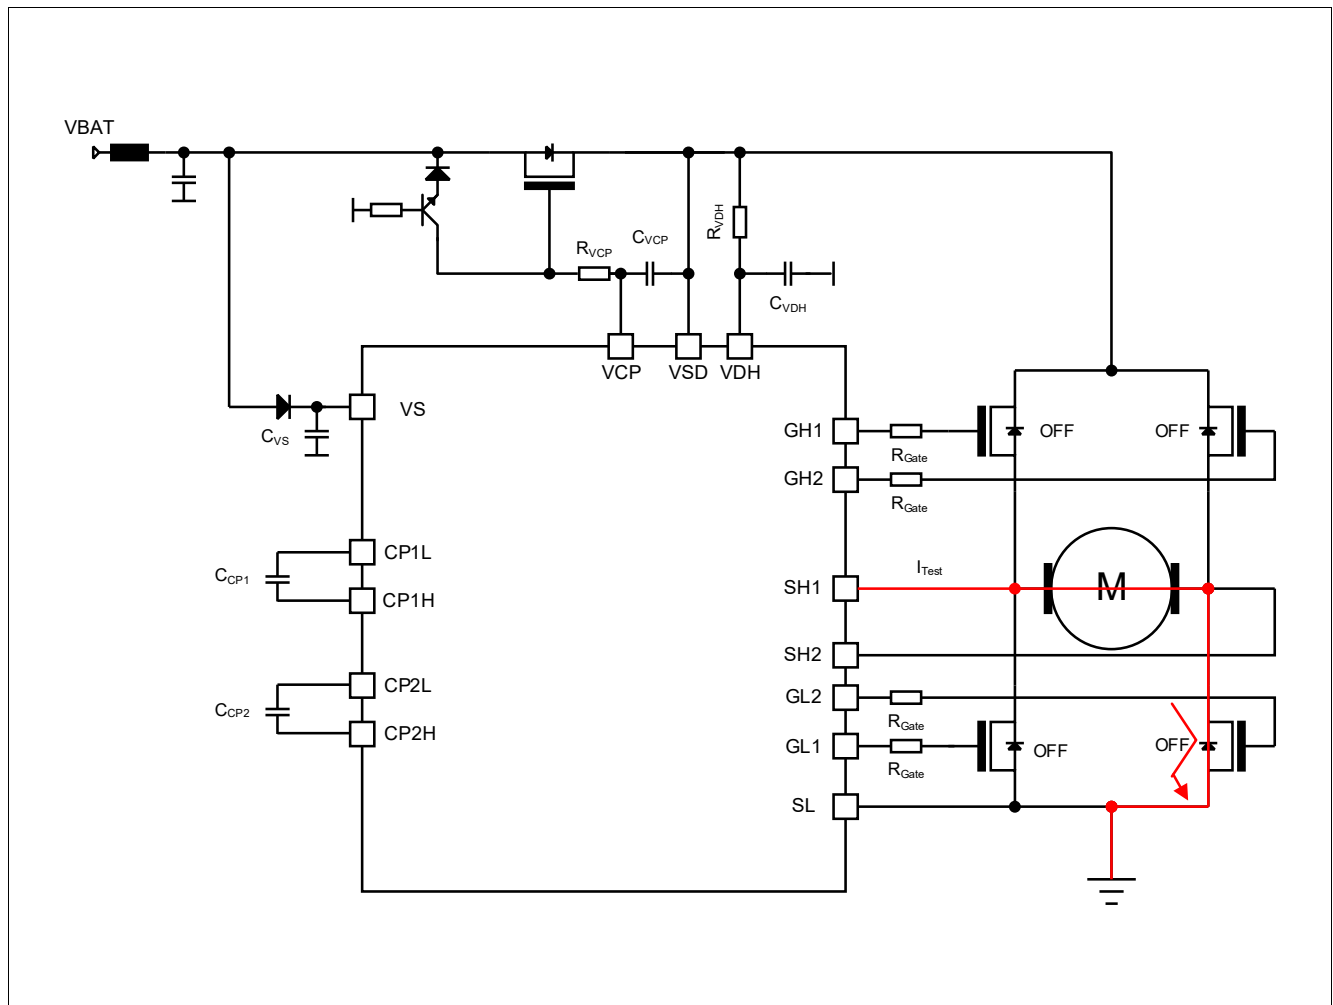 VBAT
RVDH
CVCP
RVCP
CVDH
VCP VSD VDH
VS
CVS
GH1
RGate
OFF OFF
GH2
RGate
CP1L
CCP1
CP1H
SH1
ITest
M
SH2
CP2L
CCP2
CP2H
GL2
RGate
GL1
RGate
OFF OFF
SL